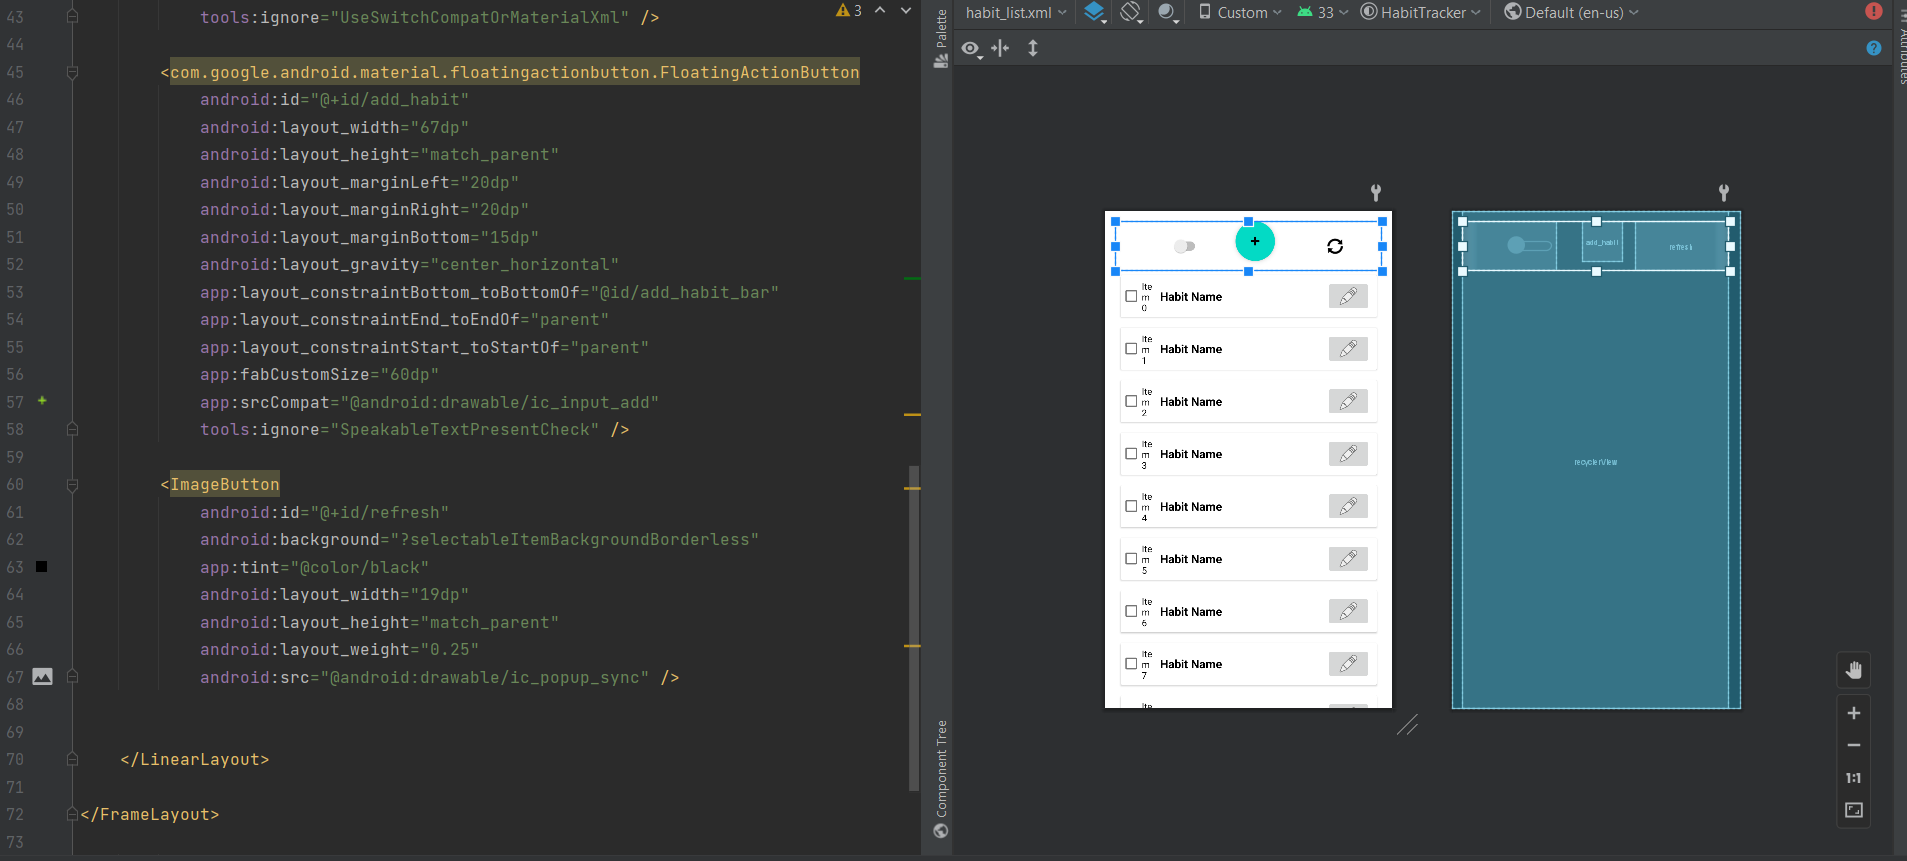 43 tools:ignore="UseSwitchCompatOrMaterialXml" />
44
45 <com.google.android.material.floatingactionbutton.FloatingActionButton
46 android:id="@+id/add_habit"
47 android:layout_width="67dp"
48 android:layout_height="match_parent"
49 android:layout_marginLeft="20dp"
50 android:layout_marginRight="20dp"
51 android:layout_marginBottom="15dp"
52 android:layout_gravity="center_horizontal"
53 app:layout_constraintBottom_toBottomOf="@id/add_habit_bar"
54 app:layout_constraintEnd_toEndOf="parent"
55 app:layout_constraintStart_toStartOf="parent"
56 app:fabCustomSize="60dp"
57 app:srcCompat="@android:drawable/ic_input_add"
58 tools:ignore="SpeakableTextPresentCheck" />
59
60 <ImageButton
61 android:id="@+id/refresh"
62 android:background="?selectableItemBackgroundBorderless"
63 app:tint="@color/black"
64 android:layout_width="19dp"
65 android:layout_height="match_parent"
66 android:layout_weight="0.25"
67 android:src="@android:drawable/ic_popup_sync" />
68
69
70 </LinearLayout>
71
72 </FrameLayout>
73
3
Palette
Component Tree
habit_list.xml Custom 33 HabitTracker Default (en-us)
Attributes
Ite
m
0
Habit Name
Ite
m
1
Habit Name
Ite
m
2
Habit Name
Ite
m
3
Habit Name
Ite
m
4
Habit Name
Ite
m
5
Habit Name
Ite
m
6
Habit Name
Ite
m
7
Habit Name
Ite
add_habit
refresh
recyclerView
1:1